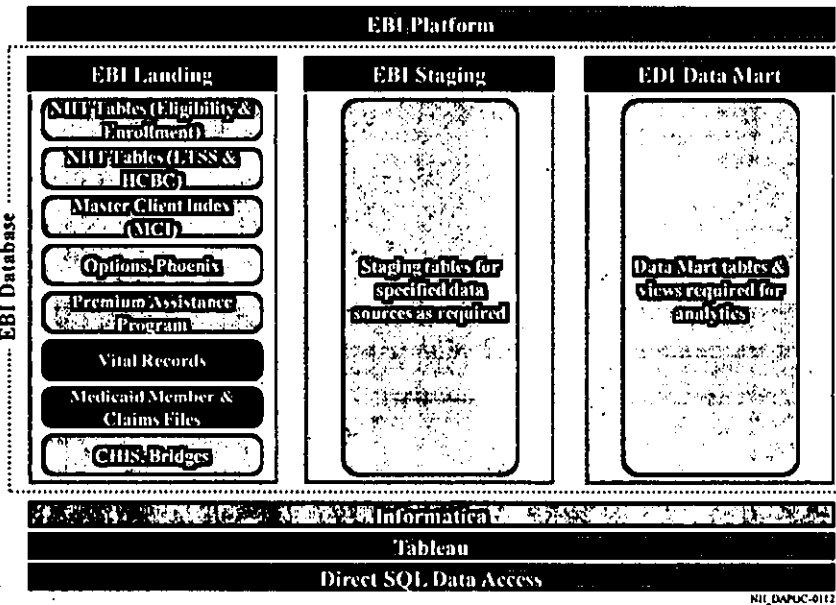 EBI Platform
EBI Landing
EBI Staging
EDI Data Mart
EBI Database
NHT Tables (Eligibility &
Enrollment)
NHT Tables (LTSS &
HCBC)
Master Client Index
(MCI)
Options, Phoenix
Premium Assistance
Program
Vital Records
Medicaid Member &
Claims Files
CHIS, Bridges
Staging tables for
specified data
sources as required
Data Mart tables &
views required for
analytics
Informatica
Tableau
Direct SQL Data Access
NH_DAPUC-0112